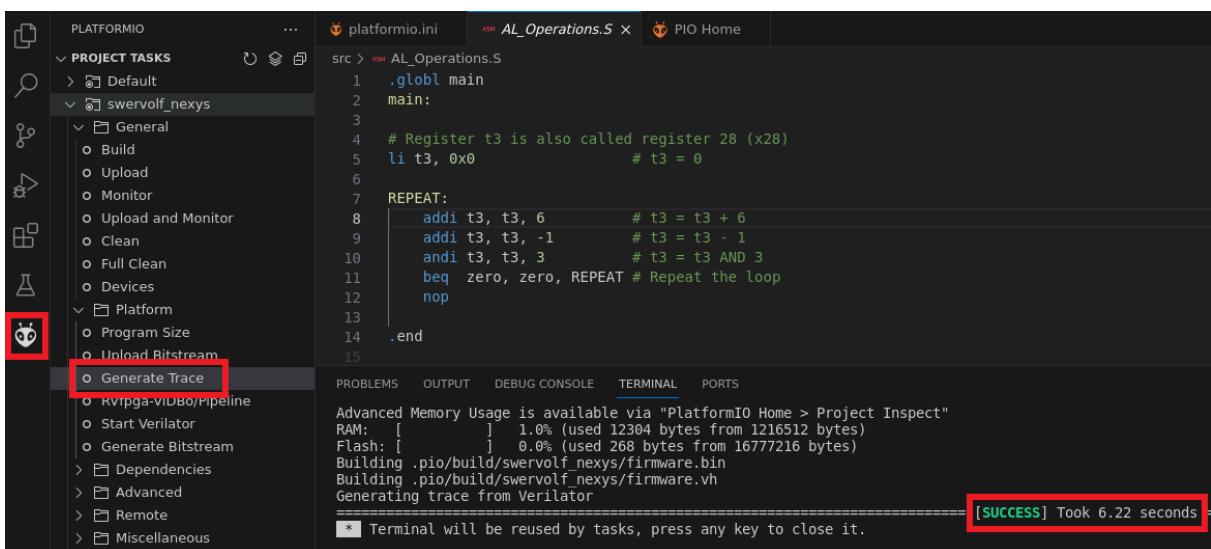 PLATFORMIO
PROJECT TASKS
Default
swervolf_nexys
General
Build
Upload
Monitor
Upload and Monitor
Clean
Full Clean
Devices
Platform
Program Size
Upload Bitstream
Generate Trace
RVfpga-ViDBo/Pipeline
Start Verilator
Generate Bitstream
Dependencies
Advanced
Remote
Miscellaneous
platformio.ini ASM AL_Operations.S × PIO Home
src > ASM AL_Operations.S
1 .globl main
2 main:
3
4 # Register t3 is also called register 28 (x28)
5 li t3, 0x0 # t3 = 0
6
7 REPEAT:
8 addi t3, t3, 6 # t3 = t3 + 6
9 addi t3, t3, -1 # t3 = t3 - 1
10 andi t3, t3, 3 # t3 = t3 AND 3
11 beq zero, zero, REPEAT # Repeat the loop
12 nop
13
14 .end
15
PROBLEMS OUTPUT DEBUG CONSOLE TERMINAL PORTS
Advanced Memory Usage is available via "PlatformIO Home > Project Inspect"
RAM: [ ] 1.0% (used 12304 bytes from 1216512 bytes)
Flash: [ ] 0.0% (used 268 bytes from 16777216 bytes)
Building .pio/build/swervolf_nexys/firmware.bin
Building .pio/build/swervolf_nexys/firmware.vh
Generating trace from Verilator
[SUCCESS] Took 6.22 seconds
* Terminal will be reused by tasks, press any key to close it.